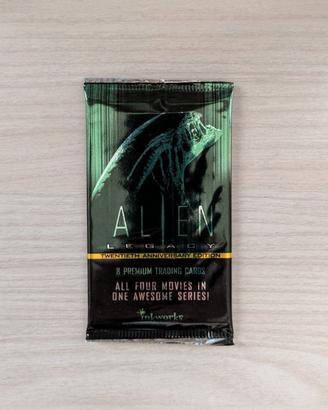 ALIEN
LEGACY
TWENTIETH ANNIVERSARY EDITION
8 PREMIUM TRADING CARDS
ALL FOUR MOVIES IN
ONE AWESOME SERIES!
inkworks